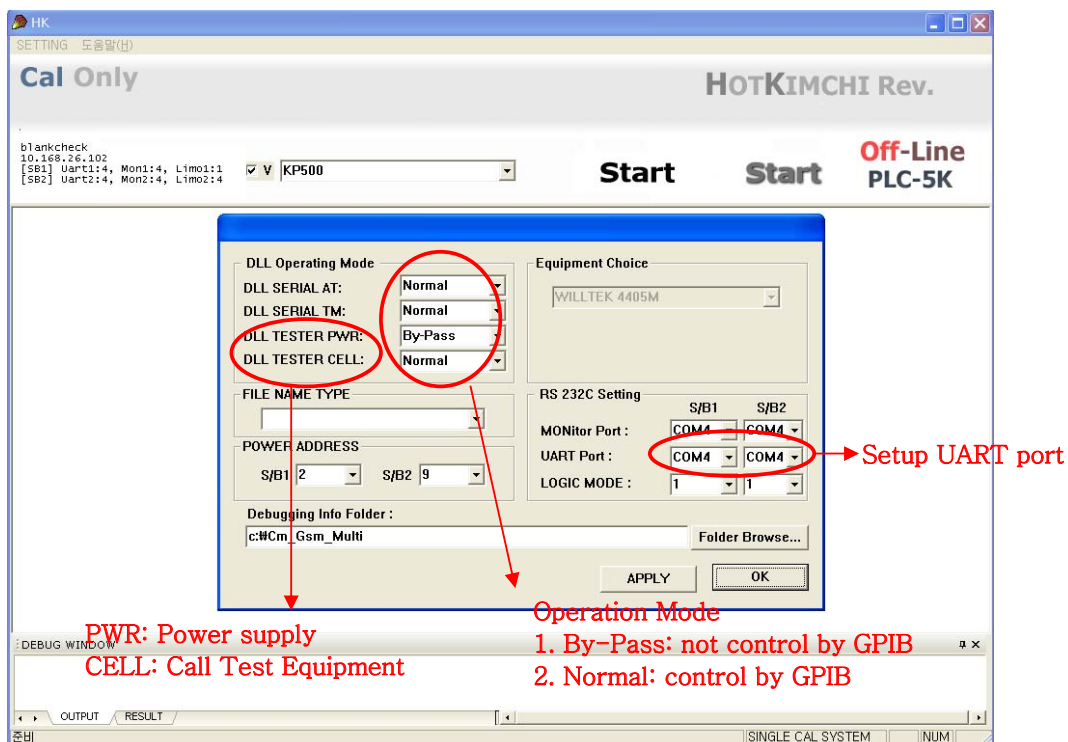 HK
SETTING 도움말(H)
Cal Only
HOTKIMCHI Rev.
blankcheck
10.168.26.102
[SB1] Uart1:4, Mon1:4, Limo1:1
[SB2] Uart2:4, Mon2:4, Limo2:4
V KP500
Start
Start
Off-Line
PLC-5K
DLL Operating Mode
DLL SERIAL AT: Normal
DLL SERIAL TM: Normal
DLL TESTER PWR: By-Pass
DLL TESTER CELL: Normal
Equipment Choice
WILLTEK 4405M
FILE NAME TYPE
POWER ADDRESS
S/B1 2 S/B2 9
RS 232C Setting
S/B1 S/B2
MONitor Port : COM4 COM4
UART Port : COM4 COM4
LOGIC MODE : 1 1
Setup UART port
Debugging Info Folder :
c:₩Cm_Gsm_Multi
Folder Browse...
APPLY OK
PWR: Power supply
CELL: Call Test Equipment
Operation Mode
1. By-Pass: not control by GPIB
2. Normal: control by GPIB
DEBUG WINDOW
OUTPUT RESULT
준비
SINGLE CAL SYSTEM NUM